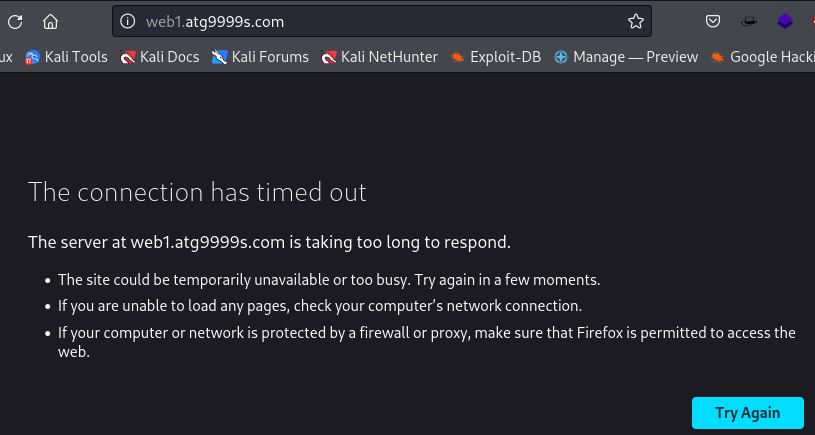 web1.atg9999s.com
ux Kali Tools Kali Docs Kali Forums Kali NetHunter Exploit-DB Manage — Preview Google Hacki
The connection has timed out
The server at web1.atg9999s.com is taking too long to respond.
• The site could be temporarily unavailable or too busy. Try again in a few moments.
• If you are unable to load any pages, check your computer’s network connection.
• If your computer or network is protected by a firewall or proxy, make sure that Firefox is permitted to access the
web.
Try Again